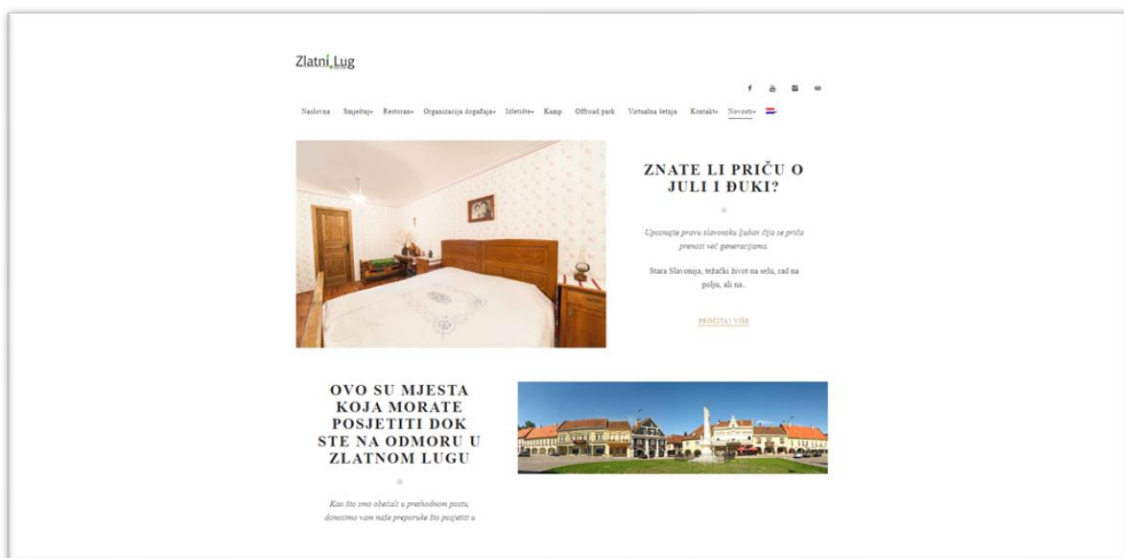 Zlatni Lug
Naslovna Smještaj Restoran Organizacija događaja Izletište Kamp Offroad park Virtualna šetnja Kontakt Novosti
ZNATE LI PRIČU O
JULI I ĐUKI?
Upoznajte pravu slavonsku ljubav čija se priča
prenosi već generacijama.
Stara Slavonija, težački život na selu, rad na
polju, ali na..
PROČITAJ VIŠE
OVO SU MJESTA
KOJA MORATE
POSJETITI DOK
STE NA ODMORU U
ZLATNOM LUGU
Kao što smo obećali u prethodnom postu,
donosimo vam naše preporuke što posjetiti u